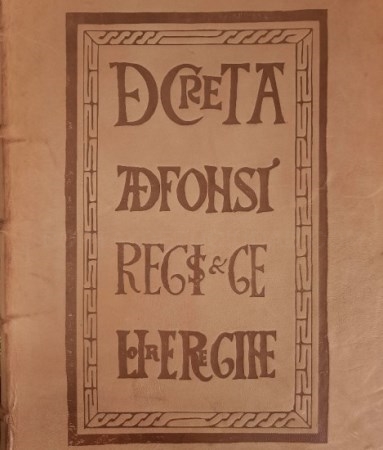 DECRETA
ADEFONSI
REGIS & GE
LOIRE REGINE